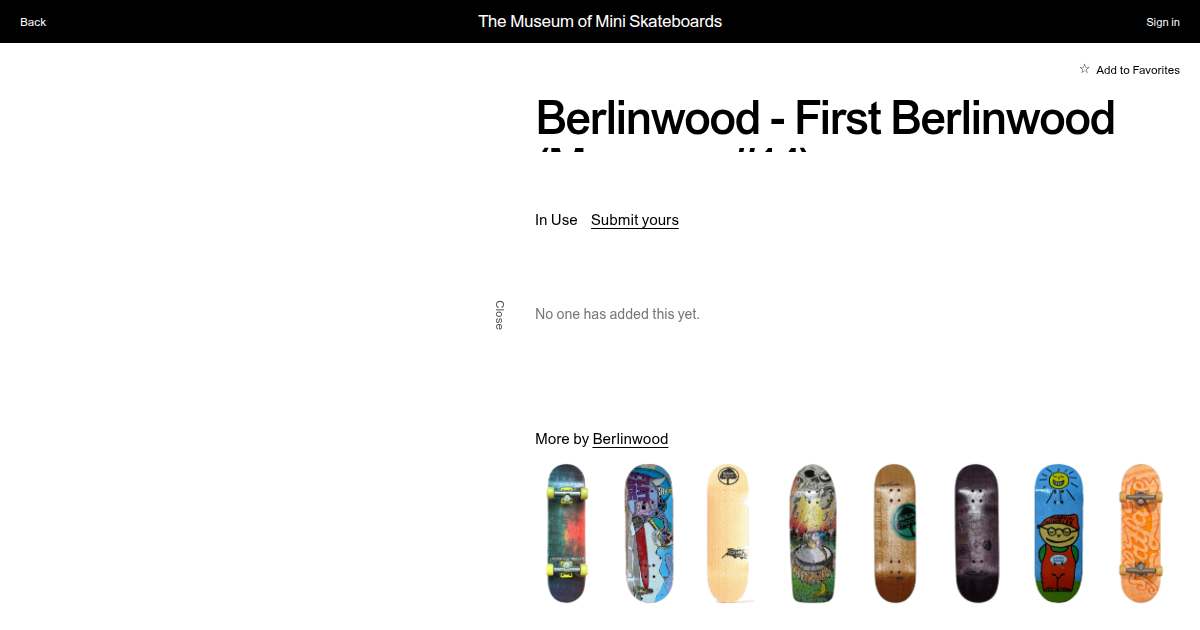 Back
The Museum of Mini Skateboards
Sign in
☆ Add to Favorites
Berlinwood - First Berlinwood
In Use Submit yours
Close
No one has added this yet.
More by Berlinwood